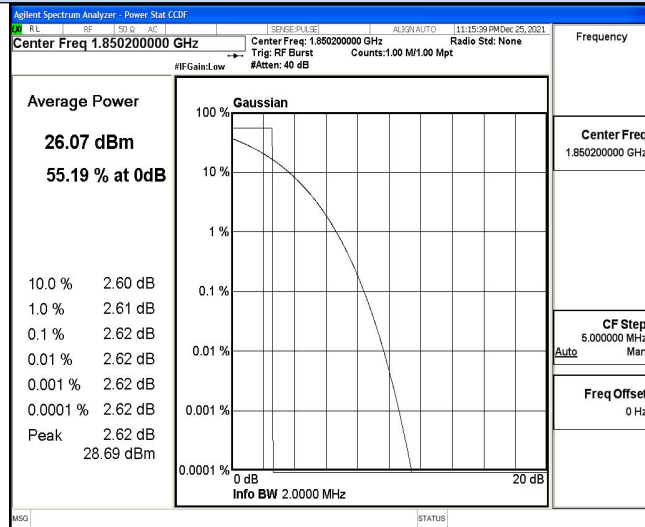 Agilent Spectrum Analyzer - Power Stat CCDF
LXI RL RF 50 Ω AC SENSE:PULSE ALIGN AUTO 11:15:39 PM Dec 25, 2021
Center Freq 1.850200000 GHz
Center Freq: 1.850200000 GHz Radio Std: None
Trig: RF Burst Counts:1.00 M/1.00 Mpt
#IFGain:Low #Atten: 40 dB
Frequency
Average Power
26.07 dBm
55.19 % at 0dB
10.0 % 2.60 dB
1.0 % 2.61 dB
0.1 % 2.62 dB
0.01 % 2.62 dB
0.001 % 2.62 dB
0.0001 % 2.62 dB
Peak 2.62 dB
28.69 dBm
Gaussian
100 %
10 %
1 %
0.1 %
0.01 %
0.001 %
0.0001 %
0 dB 20 dB
Info BW 2.0000 MHz
Center Freq
1.850200000 GHz
CF Step
5.000000 MHz
Auto Man
Freq Offset
0 Hz
MSG STATUS